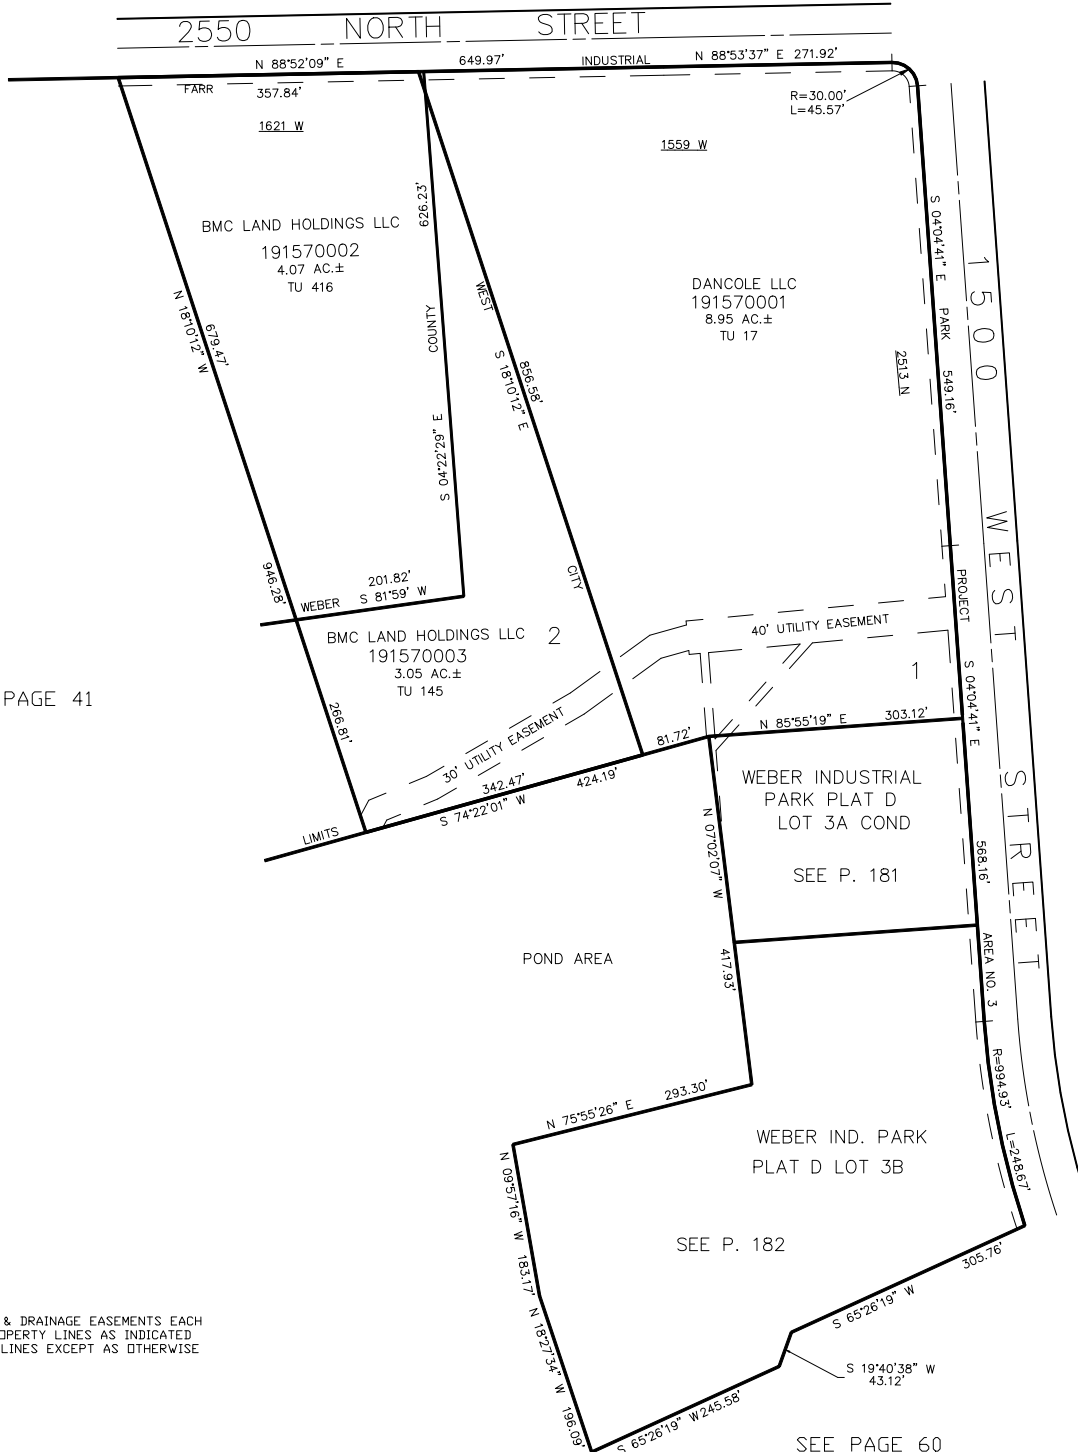 2550 NORTH STREET
N 88°52'09" E
649.97'
INDUSTRIAL
N 88°53'37" E 271.92'
FARR
357.84'
R=30.00'
L=45.57'
1621 W
1559 W
626.23'
S 04°04'41" E
BMC LAND HOLDINGS LLC
191570002
4.07 AC.±
TU 416
1500 WEST STREET
DANCOLE LLC
191570001
8.95 AC.±
TU 17
WEST
COUNTY
PARK
N 18°10'12" W
679.47'
S 18°10'12" E
856.58'
2513 N
549.16'
S 04°22'29" E
946.28'
201.82'
WEBER
S 81°59' W
CITY
PROJECT
BMC LAND HOLDINGS LLC
191570003
3.05 AC.±
TU 145
2
40' UTILITY EASEMENT
1
S 04°04'41" E
PAGE 41
266.81'
30' UTILITY EASEMENT
81.72'
N 85°55'19" E
303.12'
342.47'
424.19'
S 74°22'01" W
LIMITS
WEBER INDUSTRIAL
PARK PLAT D
LOT 3A COND
SEE P. 181
N 07°02'07" W
568.16'
POND AREA
417.93'
AREA NO. 3
R=994.93'
L=248.67'
N 75°55'26" E
293.30'
WEBER IND. PARK
PLAT D LOT 3B
N 09°57'16" W
183.17'
SEE P. 182
305.76'
S 65°26'19" W
N 18°27'34" W
196.09'
& DRAINAGE EASEMENTS EACH
OPERTY LINES AS INDICATED
LINES EXCEPT AS OTHERWISE
S 19°40'38" W
43.12'
S 65°26'19" W 245.58'
SEE PAGE 60